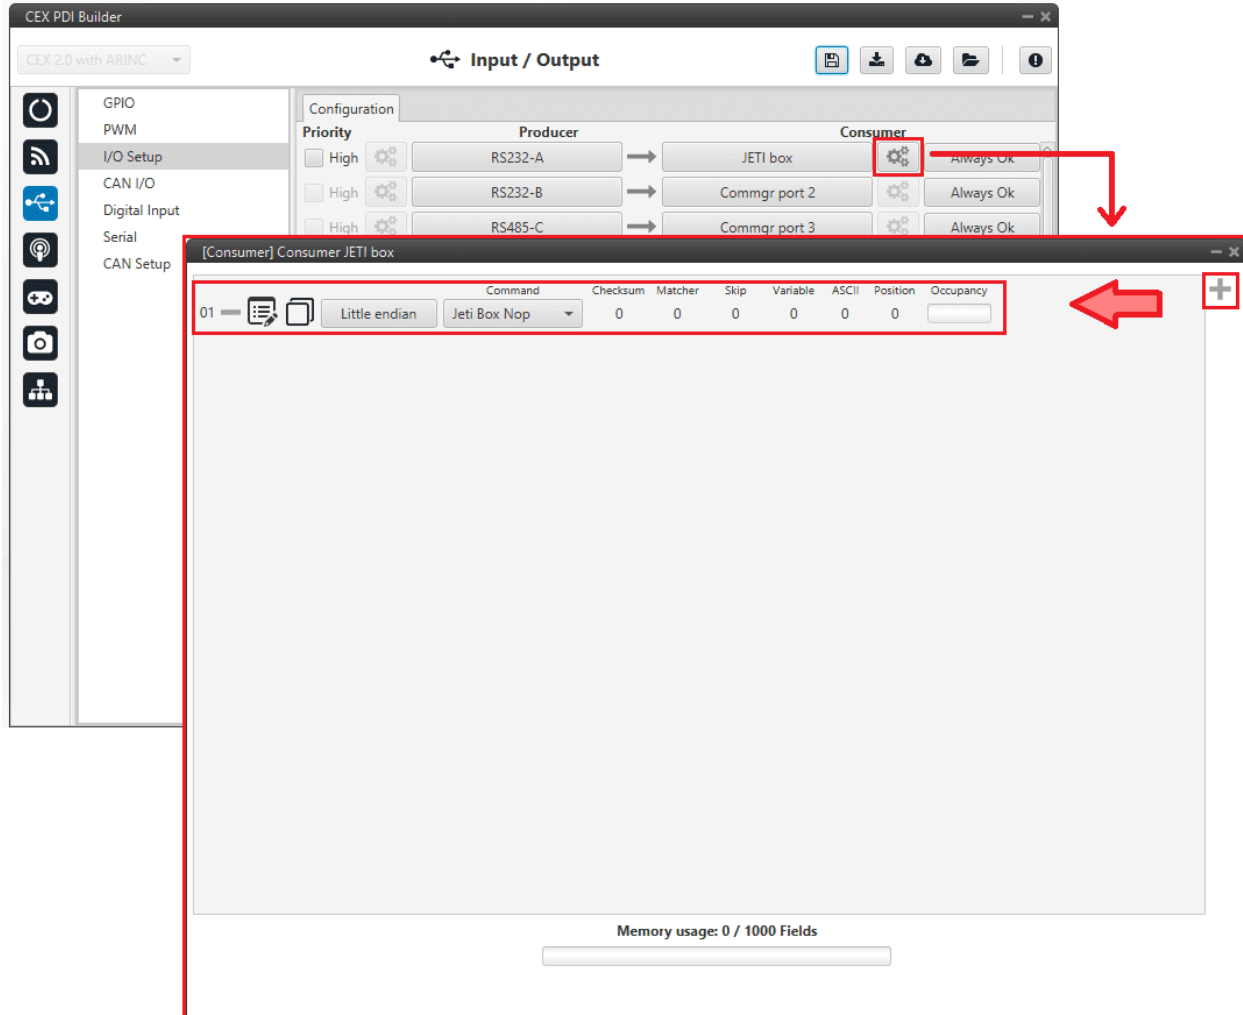 CEX PDI Builder
CEX 2.0 with ARINC
Input / Output
GPIO
PWM
I/O Setup
CAN I/O
Digital Input
Serial
CAN Setup
Configuration
Priority Producer Consumer
High RS232-A JETI box Always Ok
High RS232-B Commgr port 2 Always Ok
High RS485-C Commgr port 3 Always Ok
[Consumer] Consumer JETI box
Command Checksum Matcher Skip Variable ASCII Position Occupancy
01 Little endian Jeti Box Nop 0 0 0 0 0 0
Memory usage: 0 / 1000 Fields